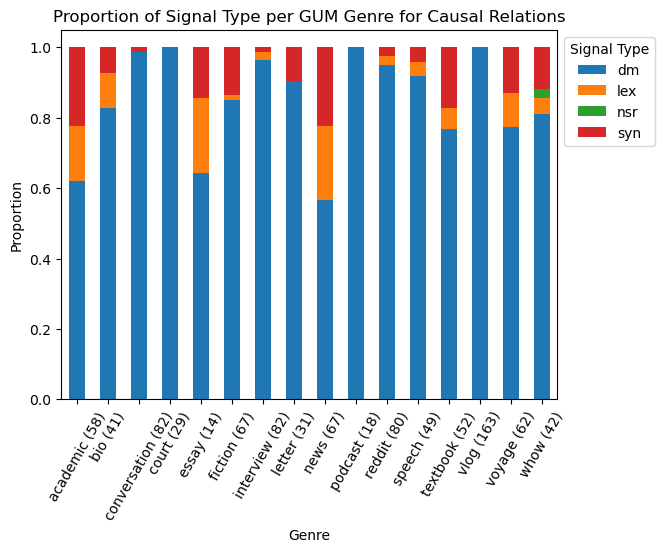 Proportion of Signal Type per GUM Genre for Causal Relations
Signal Type
dm
lex
nsr
syn
Proportion
1.0
0.8
0.6
0.4
0.2
0.0
academic (58)
bio (41)
conversation (82)
court (29)
essay (14)
fiction (67)
interview (82)
letter (31)
news (67)
podcast (18)
reddit (80)
speech (49)
textbook (52)
vlog (163)
voyage (62)
whow (42)
Genre